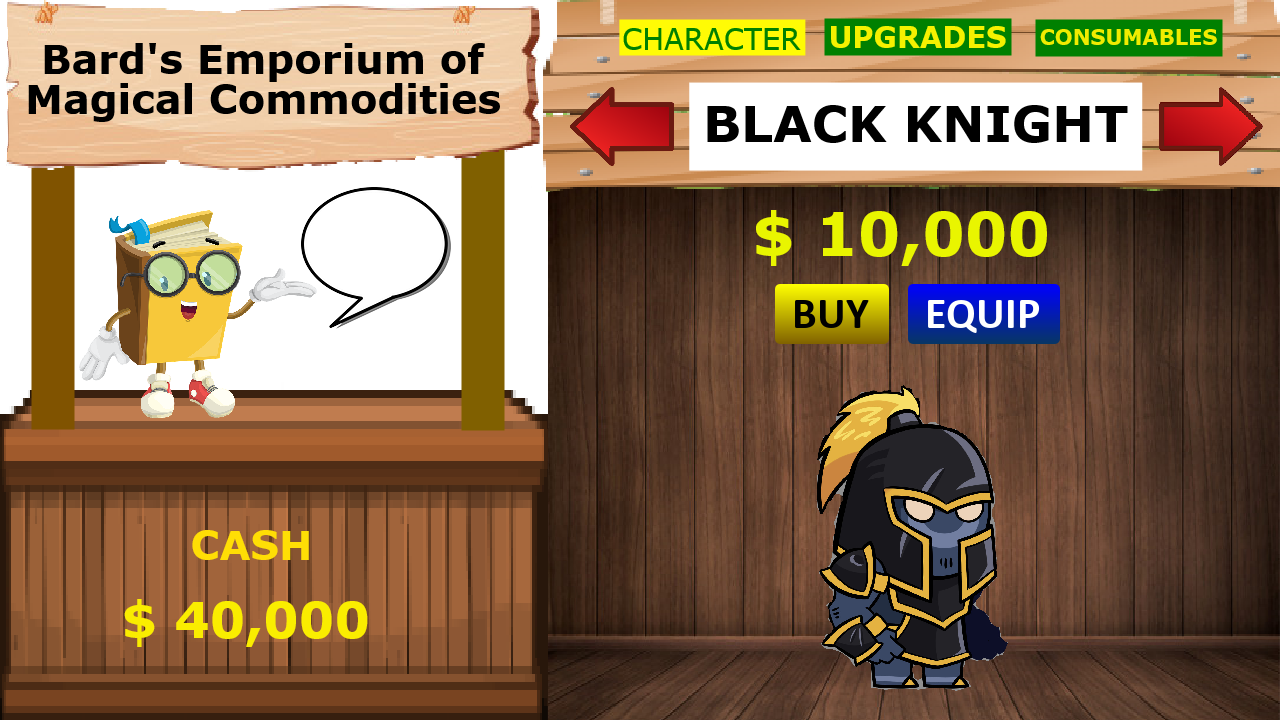 Bard's Emporium of
Magical Commodities
CHARACTER
UPGRADES
CONSUMABLES
BLACK KNIGHT
$ 10,000
BUY
EQUIP
CASH
$ 40,000